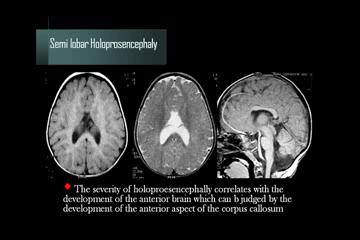 Semi lobar Holoprosencephaly
The severity of holoproesencephally correlates with the
development of the anterior brain which can b judged by the
development of the anterior aspect of the corpus callosum